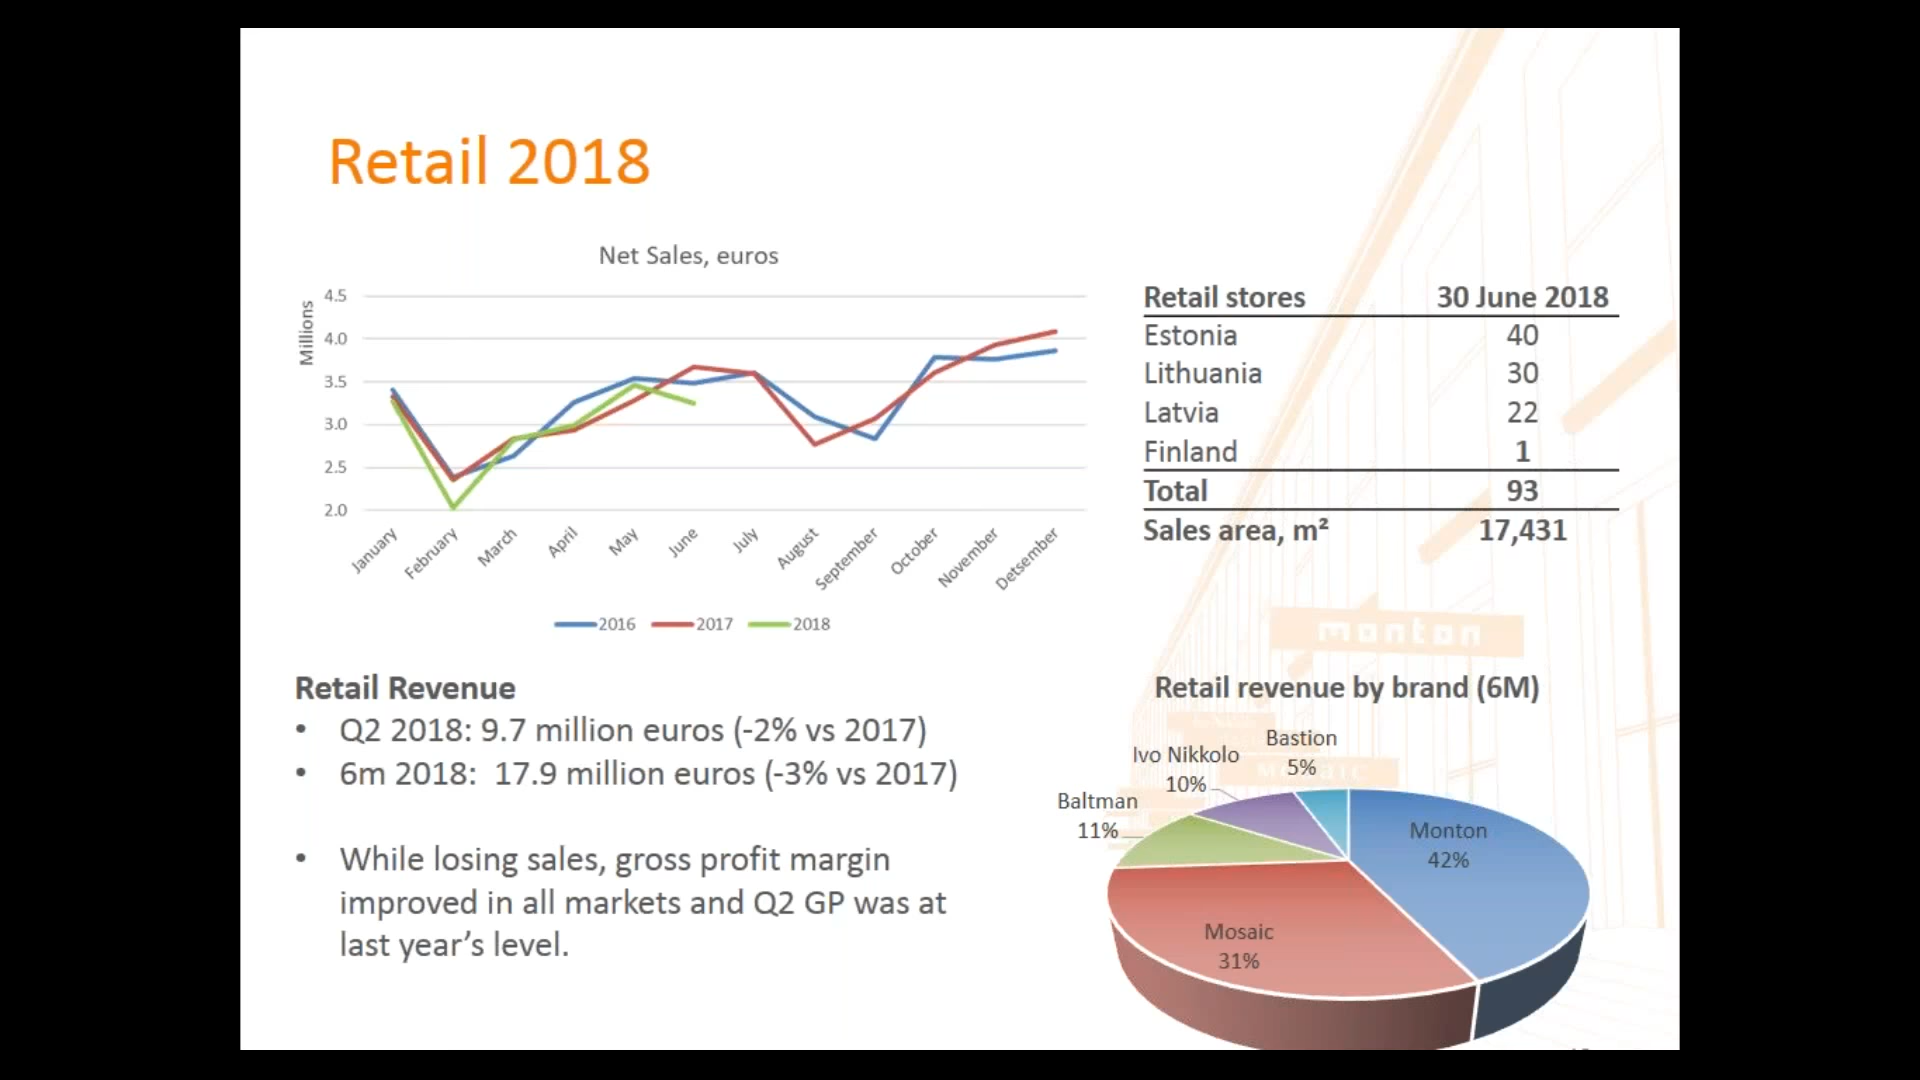 Retail 2018
Net Sales, euros
Millions
4.5
4.0
3.5
3.0
2.5
2.0
January
February
March
April
May
June
July
August
September
October
November
Detsember
2016 2017 2018
Retail stores 30 June 2018
Estonia 40
Lithuania 30
Latvia 22
Finland 1
Total 93
Sales area, m² 17,431
monton
Retail Revenue
• Q2 2018: 9.7 million euros (-2% vs 2017)
• 6m 2018: 17.9 million euros (-3% vs 2017)
• While losing sales, gross profit margin
improved in all markets and Q2 GP was at
last year’s level.
Retail revenue by brand (6M)
Bastion
5%
Ivo Nikkolo
10%
Baltman
11%
Monton
42%
Mosaic
31%
MOSAIC